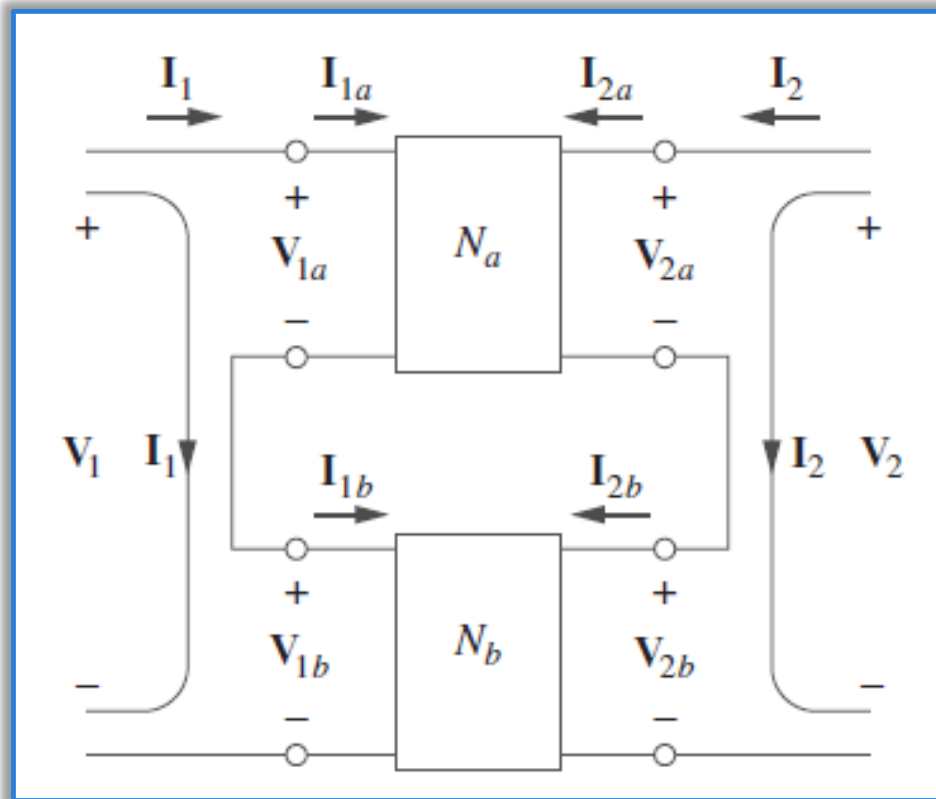 I1 I1a I2a I2
+ + + +
V1a Na V2a
− −
V1 I1 I2 V2
I1b I2b
+ +
V1b Nb V2b
− − − −